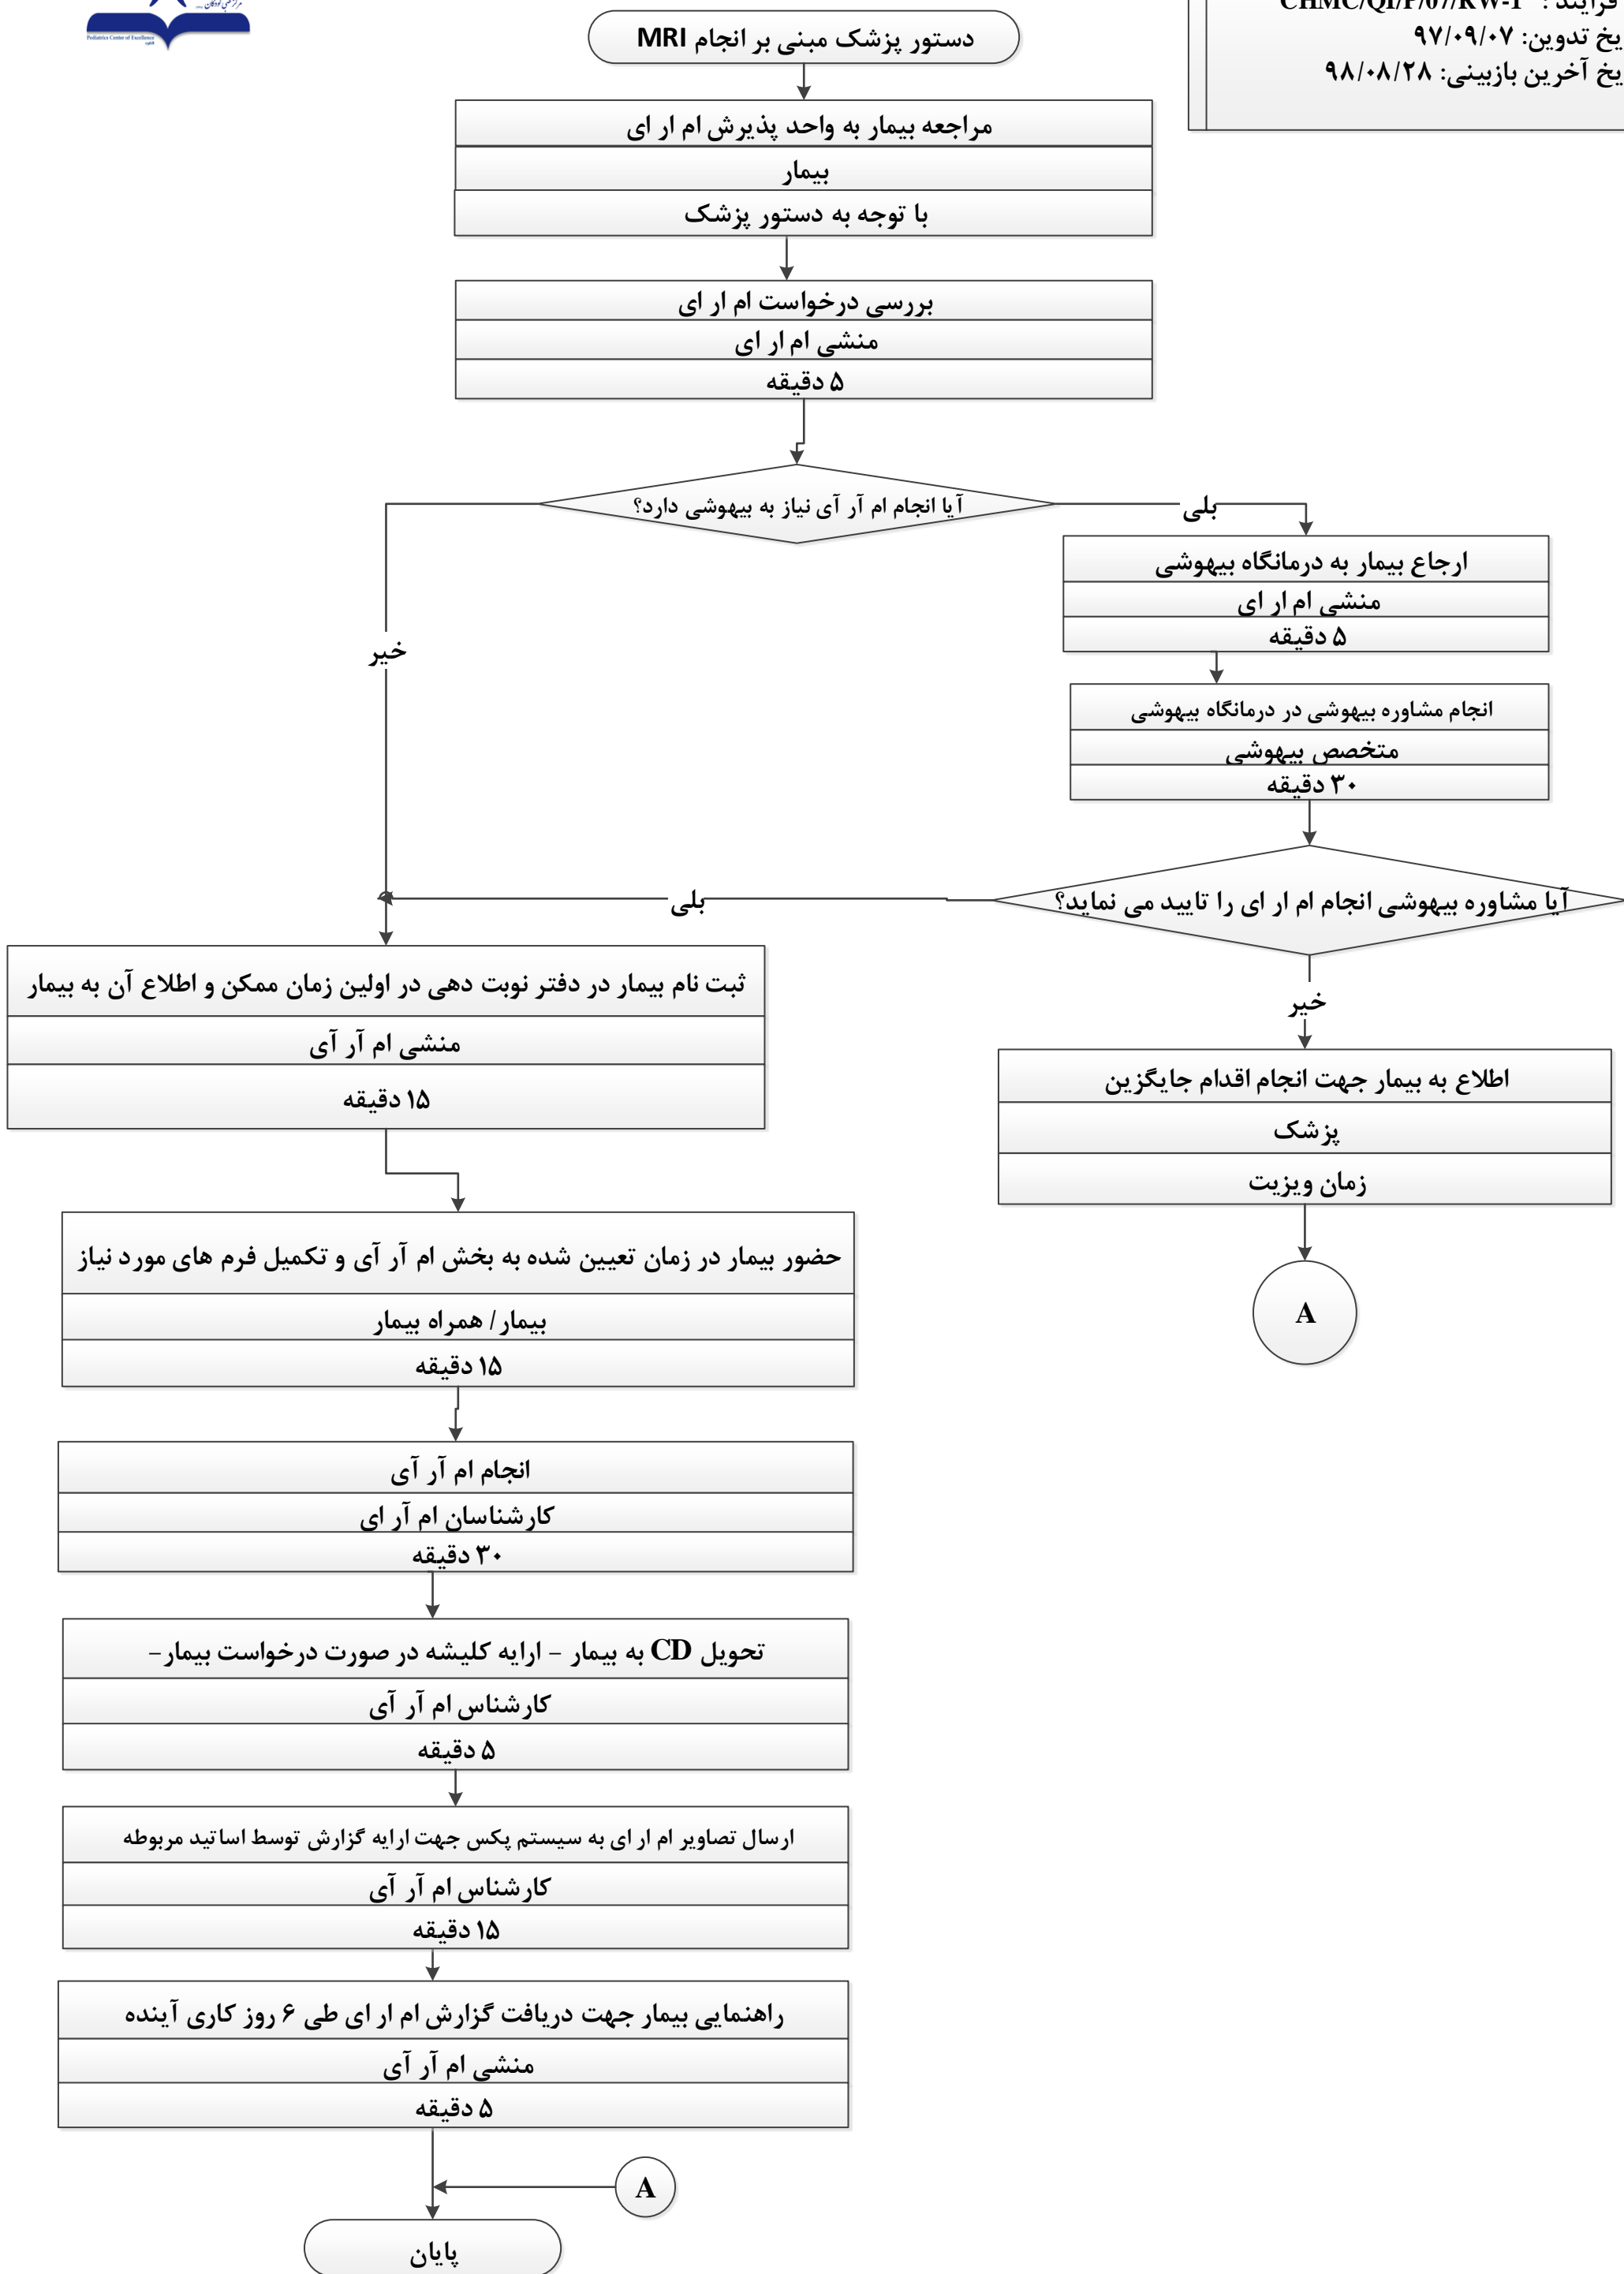 مرکز طبی کودکان
Pediatrics Center of Excellence
فرایند : CHMC/QI/P/07/RW-1
یخ تدوین: ۹۷/۰۹/۰۷
یخ آخرین بازبینی: ۹۸/۰۸/۲۸
دستور پزشک مبنی بر انجام MRI
مراجعه بیمار به واحد پذیرش ام ار ای
بیمار
با توجه به دستور پزشک
بررسی درخواست ام ار ای
منشی ام ار ای
۵ دقیقه
آیا انجام ام آر آی نیاز به بیهوشی دارد؟
بلی
خیر
ارجاع بیمار به درمانگاه بیهوشی
منشی ام ار ای
۵ دقیقه
انجام مشاوره بیهوشی در درمانگاه بیهوشی
متخصص بیهوشی
۳۰ دقیقه
آیا مشاوره بیهوشی انجام ام ار ای را تایید می نماید؟
بلی
خیر
اطلاع به بیمار جهت انجام اقدام جایگزین
پزشک
زمان ویزیت
A
ثبت نام بیمار در دفتر نوبت دهی در اولین زمان ممکن و اطلاع آن به بیمار
منشی ام آر آی
۱۵ دقیقه
حضور بیمار در زمان تعیین شده به بخش ام آر آی و تکمیل فرم های مورد نیاز
بیمار/ همراه بیمار
۱۵ دقیقه
انجام ام آر آی
کارشناسان ام آر ای
۳۰ دقیقه
تحویل CD به بیمار – ارایه کلیشه در صورت درخواست بیمار–
کارشناس ام آر آی
۵ دقیقه
ارسال تصاویر ام ار ای به سیستم پکس جهت ارایه گزارش توسط اساتید مربوطه
کارشناس ام آر آی
۱۵ دقیقه
راهنمایی بیمار جهت دریافت گزارش ام ار ای طی ۶ روز کاری آینده
منشی ام آر آی
۵ دقیقه
A
پایان